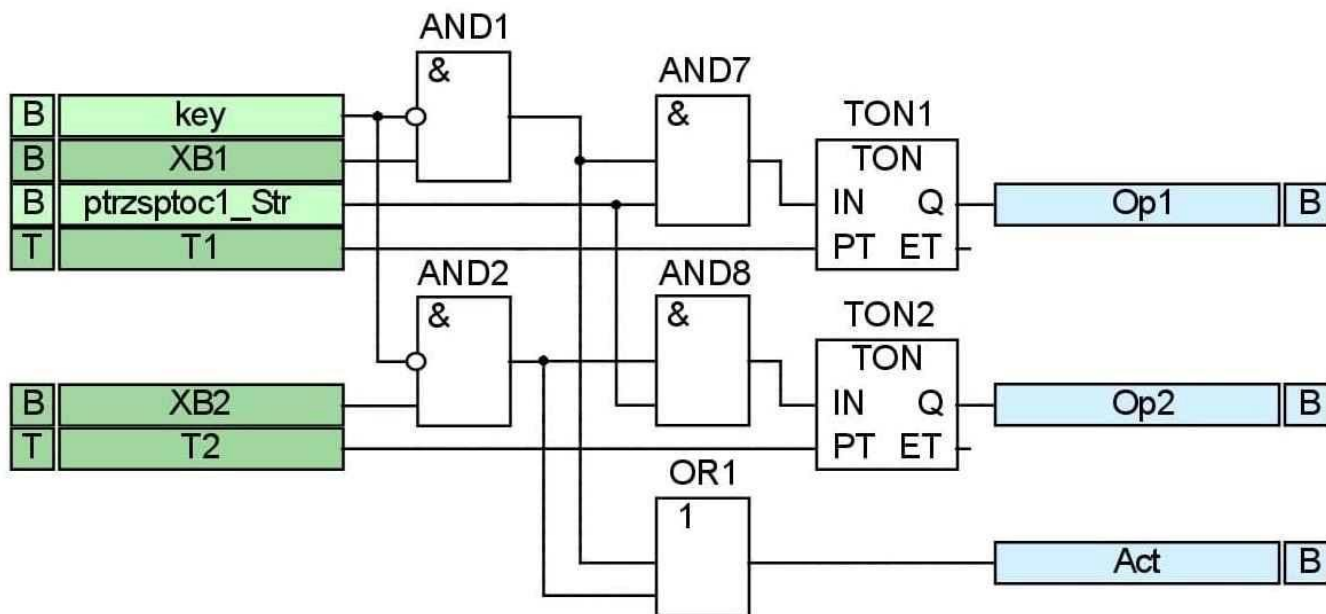 AND1
&
AND7
&
B key
TON1
TON
B XB1
B ptrzsptoc1_Str
IN Q
Op1 B
T T1
PT ET
AND2
&
AND8
&
TON2
TON
B XB2
IN Q
Op2 B
T T2
PT ET
OR1
1
Act B